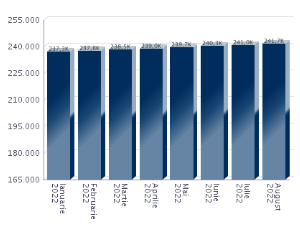 255.000
240.000
225.000
210.000
195.000
180.000
165.000
237,3K
237,8K
238,5K
239,0K
239,7K
240,3K
241,0K
241,7K
Ianuarie
2022
Februarie
2022
Martie
2022
Aprilie
2022
Mai
2022
Iunie
2022
Iulie
2022
August
2022